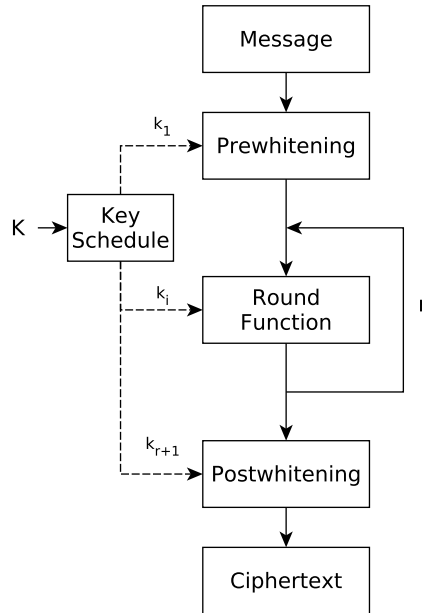 Message
k1
Prewhitening
K
Key
Schedule
ki
Round
Function
r
kr+1
Postwhitening
Ciphertext